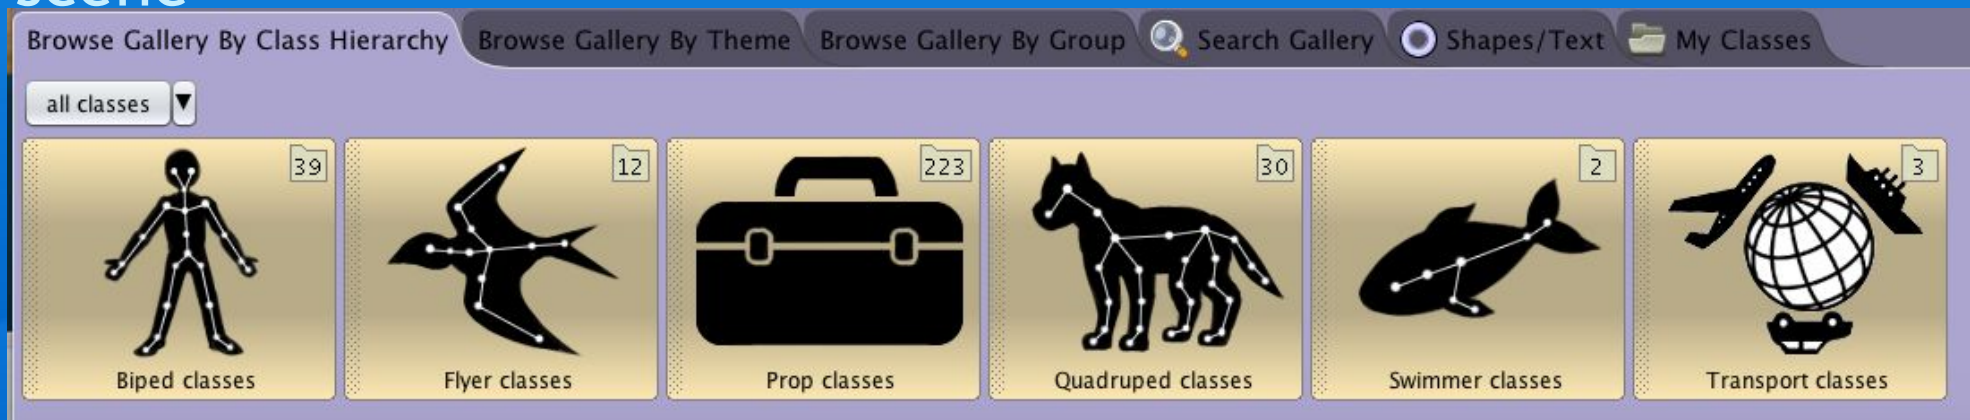 scene
Browse Gallery By Class Hierarchy Browse Gallery By Theme Browse Gallery By Group Search Gallery Shapes/Text My Classes
all classes
39 12 223 30 2 3
Biped classes Flyer classes Prop classes Quadruped classes Swimmer classes Transport classes